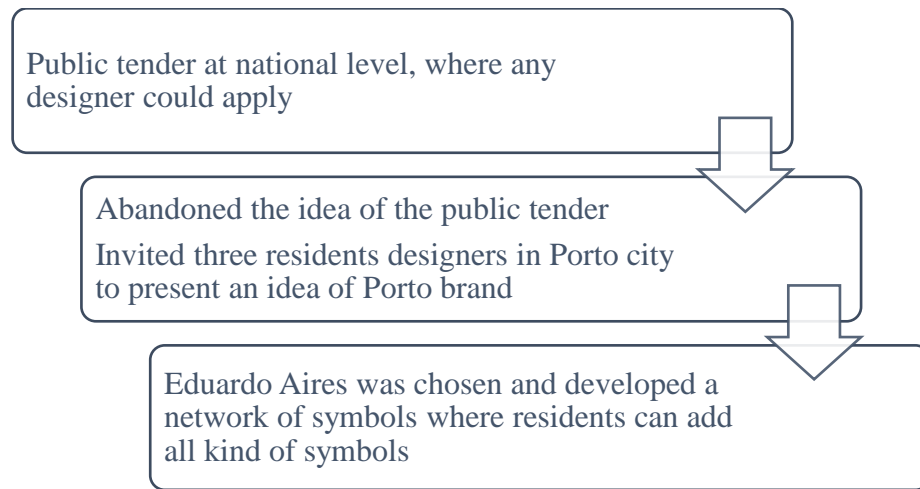 Public tender at national level, where any
designer could apply
Abandoned the idea of the public tender
Invited three residents designers in Porto city
to present an idea of Porto brand
Eduardo Aires was chosen and developed a
network of symbols where residents can add
all kind of symbols